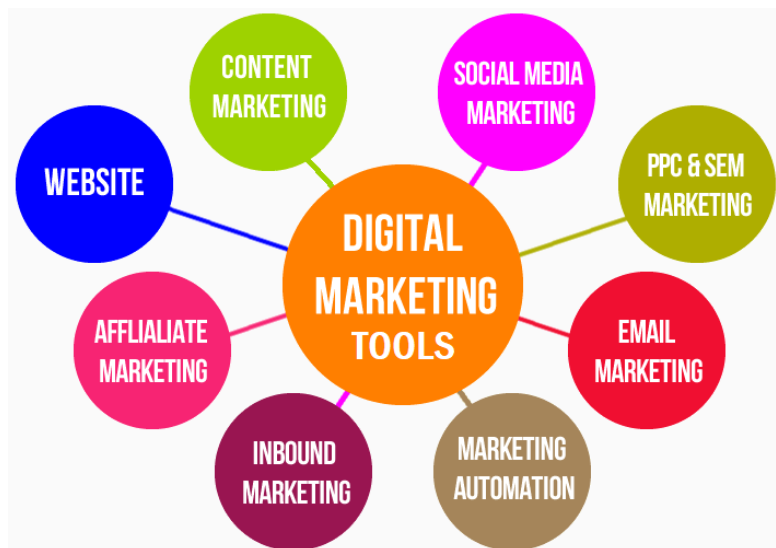 CONTENT
MARKETING
SOCIAL MEDIA
MARKETING
WEBSITE
PPC & SEM
MARKETING
DIGITAL
MARKETING
TOOLS
AFFLIALIATE
MARKETING
EMAIL
MARKETING
INBOUND
MARKETING
MARKETING
AUTOMATION